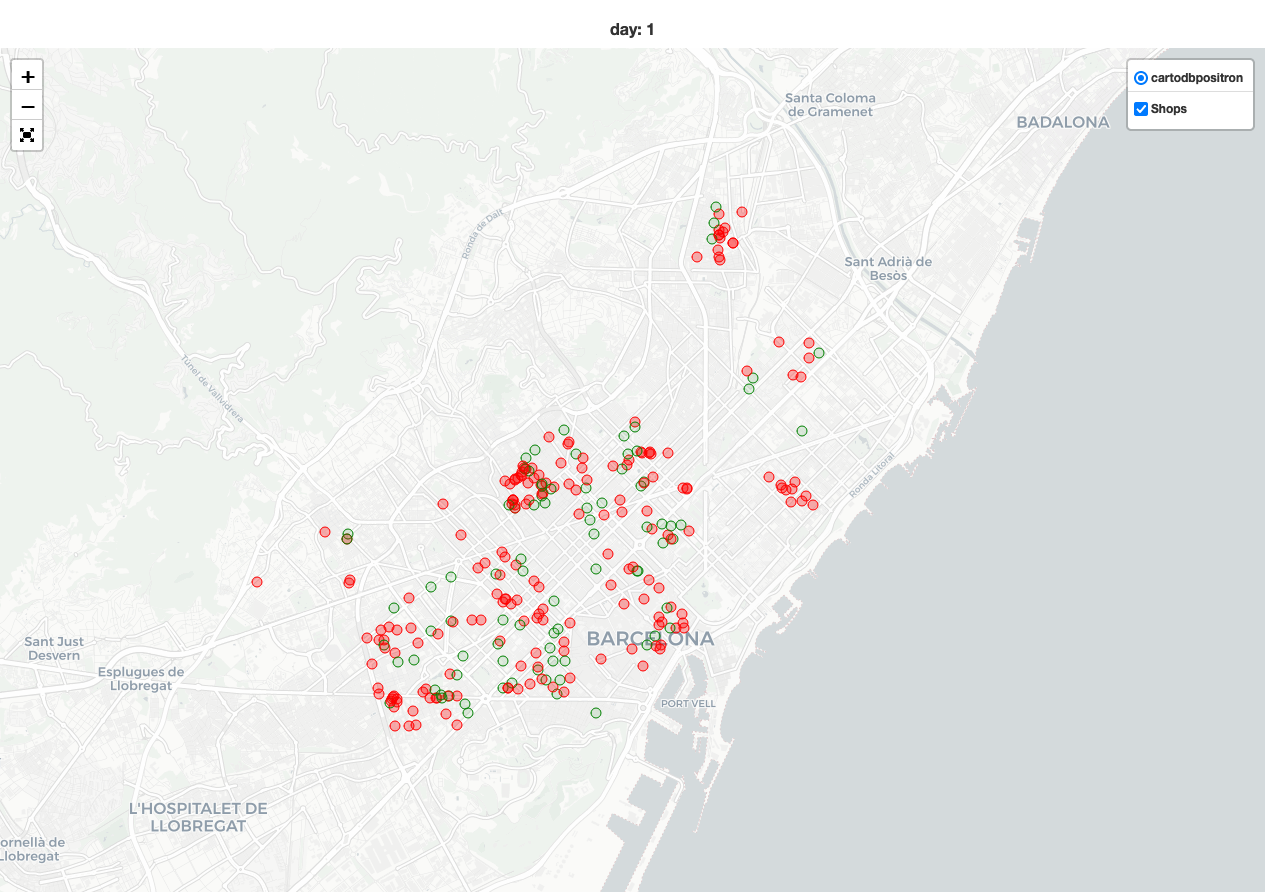 day: 1
+
−
cartodbpositron
Shops
Santa Coloma
de Gramenet
BADALONA
Ronda de Dalt
Sant Adrià de
Besòs
Túnel de Vallvidrera
Ronda Litoral
BARCELONA
Sant Just
Desvern
Esplugues de
Llobregat
PORT VELL
L'HOSPITALET DE
LLOBREGAT
ornellà de
Llobregat